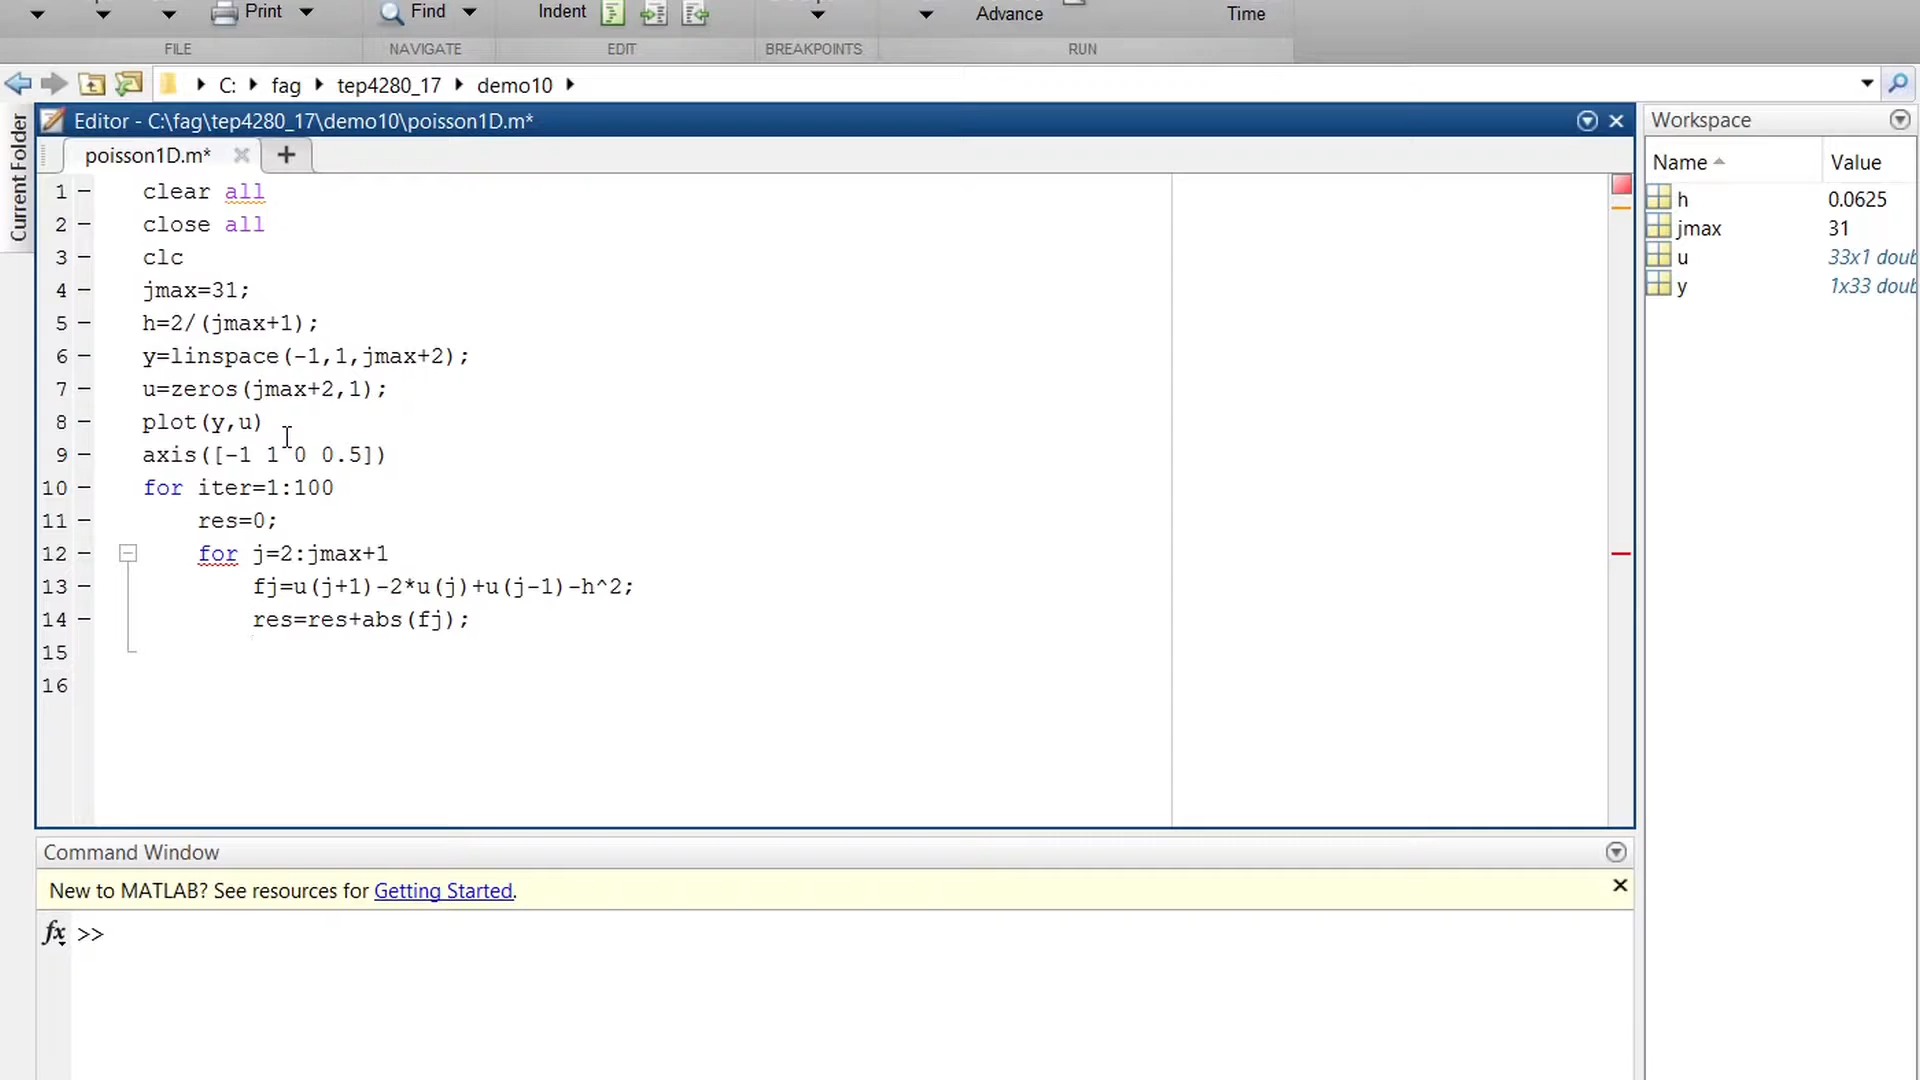 Print
Find
Indent
Advance
Time
FILE
NAVIGATE
EDIT
BREAKPOINTS
RUN
C: fag tep4280_17 demo10
Current Folder
Editor - C:\fag\tep4280_17\demo10\poisson1D.m*
poisson1D.m*
1 clear all
2 close all
3 clc
4 jmax=31;
5 h=2/(jmax+1);
6 y=linspace(-1,1,jmax+2);
7 u=zeros(jmax+2,1);
8 plot(y,u)
9 axis([-1 1 0 0.5])
10 for iter=1:100
11 res=0;
12 for j=2:jmax+1
13 fj=u(j+1)-2*u(j)+u(j-1)-h^2;
14 res=res+abs(fj);
15
16
Workspace
Name Value
h 0.0625
jmax 31
u 33x1 doub
y 1x33 doub
Command Window
New to MATLAB? See resources for Getting Started.
fx >>